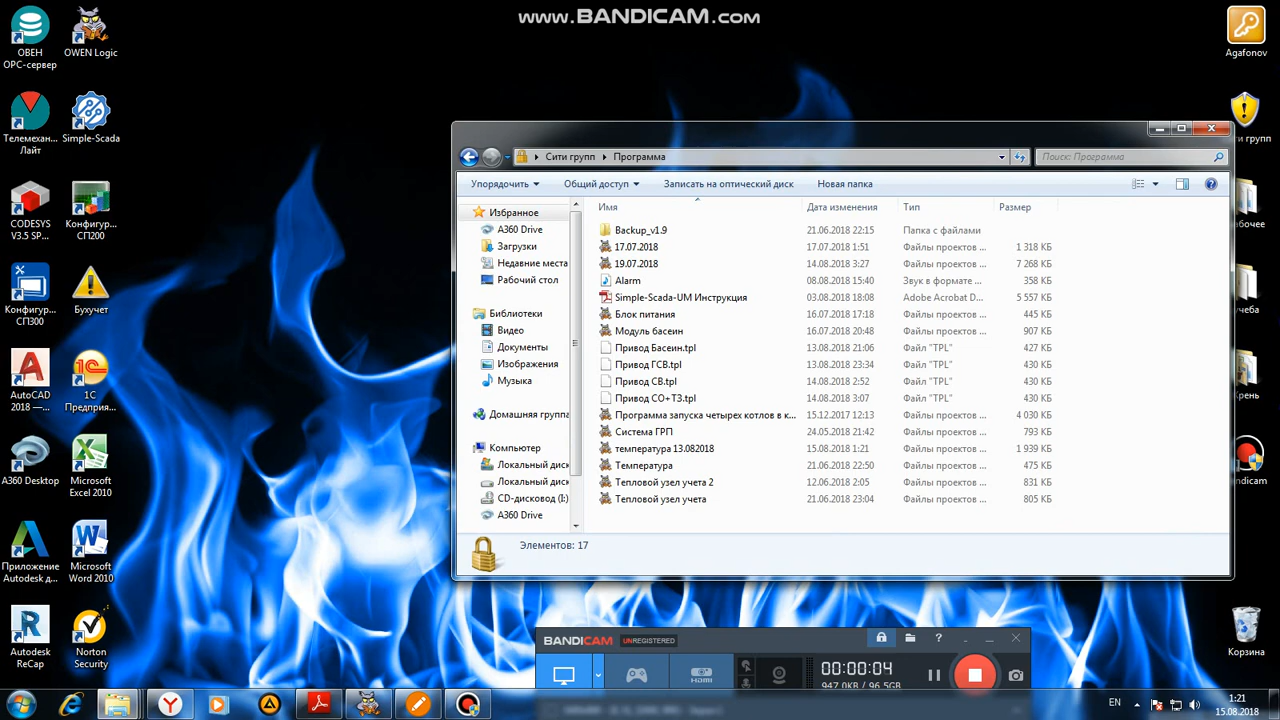 www.BANDICAM.com
ОВЕН
OPC-сервер
OWEN Logic
Телемехан...
Лайт
Simple-Scada
CODESYS
V3.5 SP...
Конфигур...
СП200
Конфигур...
СП300
Бухучет
AutoCAD
2018 —...
1С
Предприя...
A360 Desktop
Microsoft
Excel 2010
Приложение
Autodesk д...
Microsoft
Word 2010
Autodesk
ReCap
Norton
Security
Agafonov
Корзина
Сити групп
Программа
Поиск: Программа
Упорядочить
Общий доступ
Записать на оптический диск
Новая папка
Избранное
A360 Drive
Загрузки
Недавние места
Рабочий стол
Библиотеки
Видео
Документы
Изображения
Музыка
Домашняя группа
Компьютер
Локальный диск
Локальный диск
CD-дисковод (I:)
A360 Drive
Имя Дата изменения Тип Размер
Backup_v1.9 21.06.2018 22:15 Папка с файлами
17.07.2018 17.07.2018 1:51 Файлы проектов ... 1 318 КБ
19.07.2018 14.08.2018 3:27 Файлы проектов ... 7 268 КБ
Alarm 08.08.2018 15:40 Звук в формате ... 358 КБ
Simple-Scada-UM Инструкция 03.08.2018 18:08 Adobe Acrobat D... 5 557 КБ
Блок питания 16.07.2018 17:18 Файлы проектов ... 445 КБ
Модуль басеин 16.07.2018 20:48 Файлы проектов ... 907 КБ
Привод Басеин.tpl 13.08.2018 21:06 Файл "TPL" 427 КБ
Привод ГСВ.tpl 13.08.2018 23:34 Файл "TPL" 430 КБ
Привод СВ.tpl 14.08.2018 2:52 Файл "TPL" 430 КБ
Привод СО+Т3.tpl 14.08.2018 3:07 Файл "TPL" 430 КБ
Программа запуска четырех котлов в к... 15.12.2017 12:13 Файлы проектов ... 4 030 КБ
Система ГРП 24.05.2018 21:42 Файлы проектов ... 793 КБ
температура 13.082018 15.08.2018 1:21 Файлы проектов ... 1 939 КБ
Температура 21.06.2018 22:50 Файлы проектов ... 475 КБ
Тепловой узел учета 2 12.06.2018 2:05 Файлы проектов ... 831 КБ
Тепловой узел учета 21.06.2018 23:04 Файлы проектов ... 805 КБ
Элементов: 17
BANDICAM UNREGISTERED
HDMI
00:00:04
947.0KB / 96.5GB
EN
1:21
15.08.2018